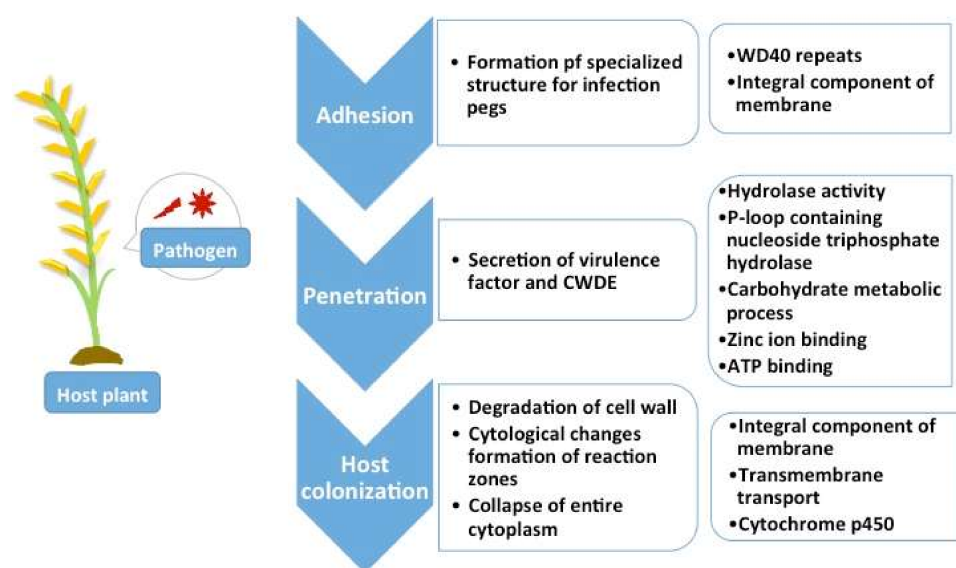 Adhesion
• Formation pf specialized
structure for infection
pegs
•WD40 repeats
•Integral component of
membrane
Pathogen
Host plant
Penetration
• Secretion of virulence
factor and CWDE
•Hydrolase activity
•P-loop containing
nucleoside triphosphate
hydrolase
•Carbohydrate metabolic
process
•Zinc ion binding
•ATP binding
Host
colonization
• Degradation of cell wall
• Cytological changes
formation of reaction
zones
• Collapse of entire
cytoplasm
•Integral component of
membrane
•Transmembrane
transport
•Cytochrome p450